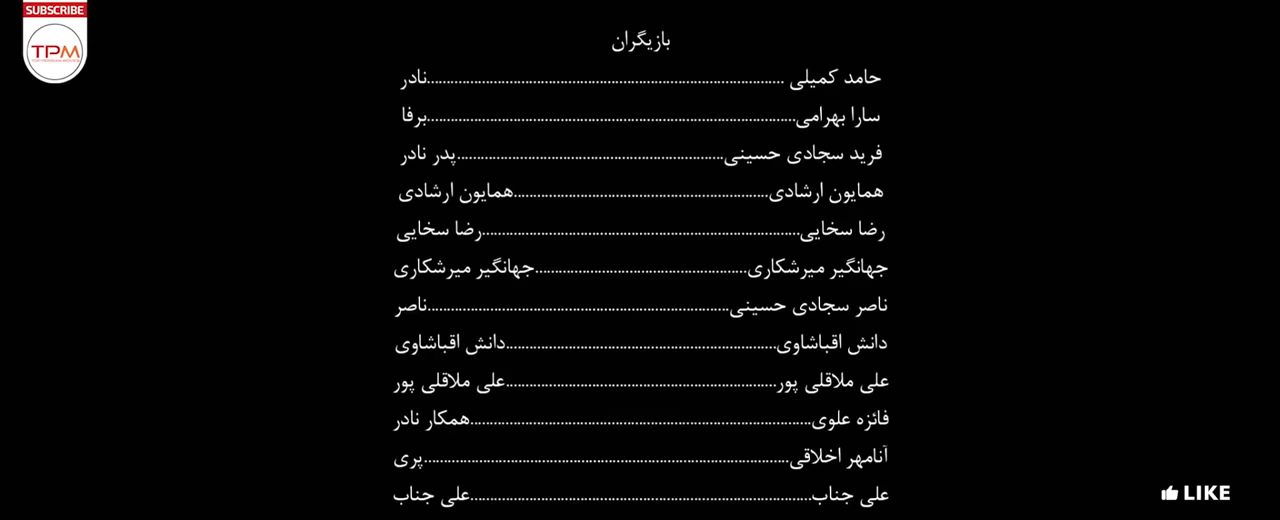 SUBSCRIBE
TPM
بازیگران
حامد کمیلی ............................................................................................نادر
سارا بهرامی...............................................................................................برفا
فرید سجادی حسینی.....................................................................پدر نادر
همایون ارشادی..................................................................همایون ارشادی
رضا سخایی..................................................................................رضا سخایی
جهانگیر میرشکاری.......................................................جهانگیر میرشکاری
ناصر سجادی حسینی..............................................................................ناصر
دانش اقباشاوی......................................................................دانش اقباشاوی
علی ملاقلی پور......................................................................علی ملاقلی پور
فائزه علوی........................................................................................همکار نادر
آنامهر اخلاقی..............................................................................................پری
علی جناب........................................................................................علی جناب
LIKE